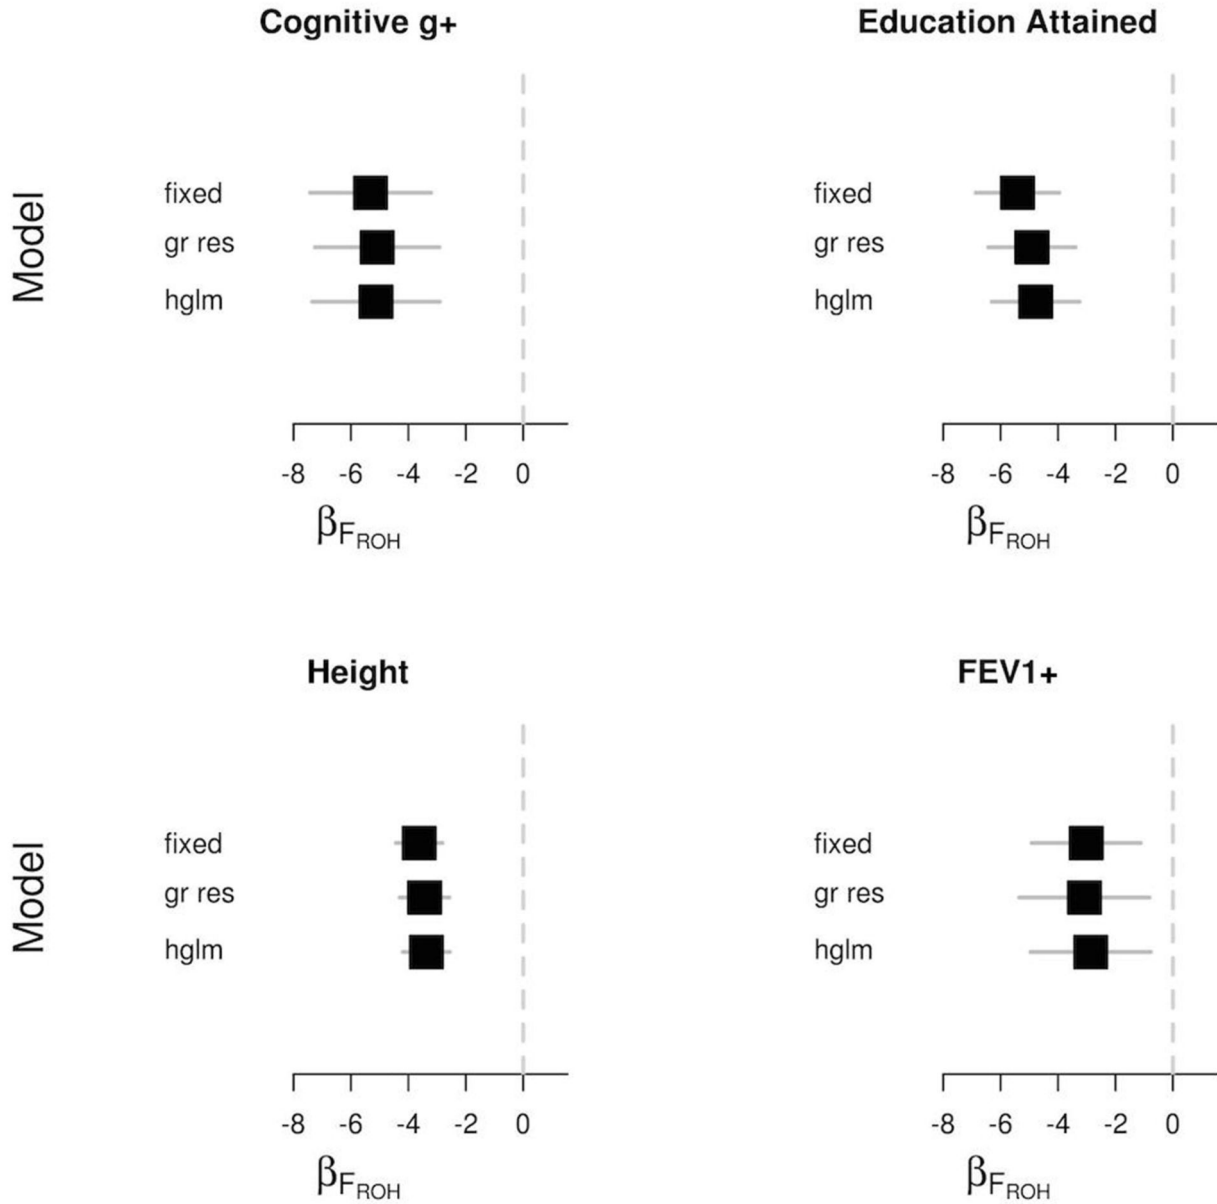 Cognitive g+
Model
fixed
gr res
hglm
-8 -6 -4 -2 0
βFROH
Education Attained
fixed
gr res
hglm
-8 -6 -4 -2 0
βFROH
Height
Model
fixed
gr res
hglm
-8 -6 -4 -2 0
βFROH
FEV1+
fixed
gr res
hglm
-8 -6 -4 -2 0
βFROH